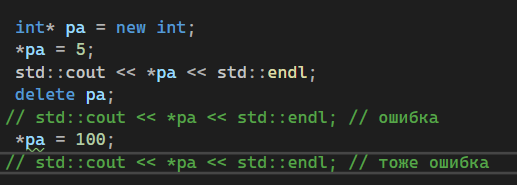 int* pa = new int;
*pa = 5;
std::cout << *pa << std::endl;
delete pa;
// std::cout << *pa << std::endl; // ошибка
*pa = 100;
// std::cout << *pa << std::endl; // тоже ошибка